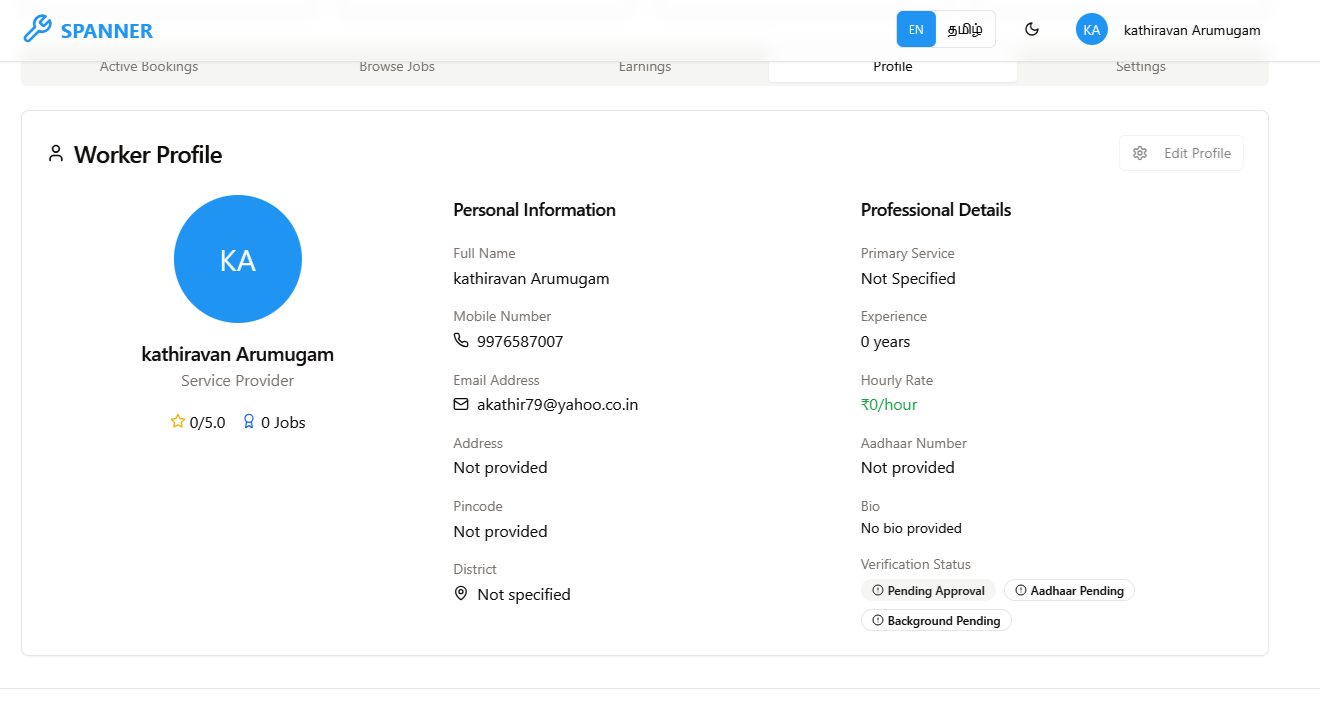 SPANNER
EN
தமிழ்
KA
kathiravan Arumugam
Active Bookings
Browse Jobs
Earnings
Profile
Settings
Worker Profile
Edit Profile
KA
kathiravan Arumugam
Service Provider
0/5.0
0 Jobs
Personal Information
Full Name
kathiravan Arumugam
Mobile Number
9976587007
Email Address
akathir79@yahoo.co.in
Address
Not provided
Pincode
Not provided
District
Not specified
Professional Details
Primary Service
Not Specified
Experience
0 years
Hourly Rate
₹0/hour
Aadhaar Number
Not provided
Bio
No bio provided
Verification Status
Pending Approval
Aadhaar Pending
Background Pending